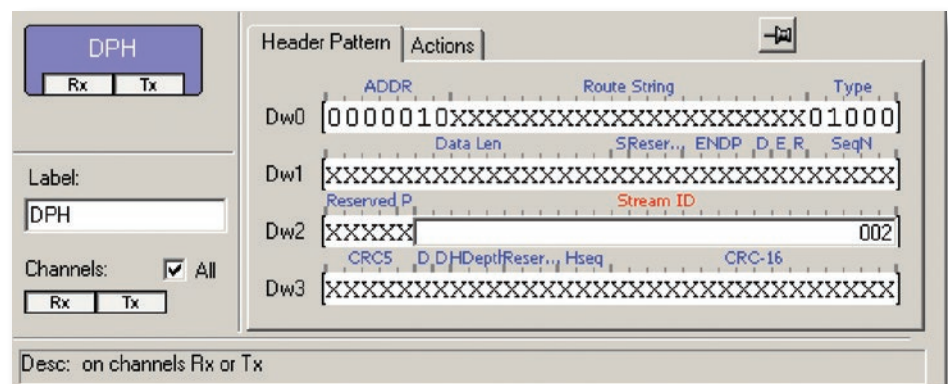 DPH
Rx Tx
Label:
DPH
Channels: All
Rx Tx
Header Pattern Actions
ADDR Route String Type
Dw0 0000010XXXXXXXXXXXXXXXXXXXX01000
Data Len SReser.., ENDP D E R SeqN
Dw1 XXXXXXXXXXXXXXXXXXXXXXXXXXXXXXXX
Reserved P Stream ID
Dw2 XXXXX 002
CRC5 D DHDepthReser.., Hseq CRC-16
Dw3 XXXXXXXXXXXXXXXXXXXXXXXXXXXXXXXX
Desc: on channels Rx or Tx